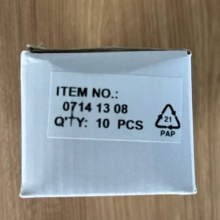 ITEM NO.:
0714 13 08
Q'TY: 10 PCS
21
PAP